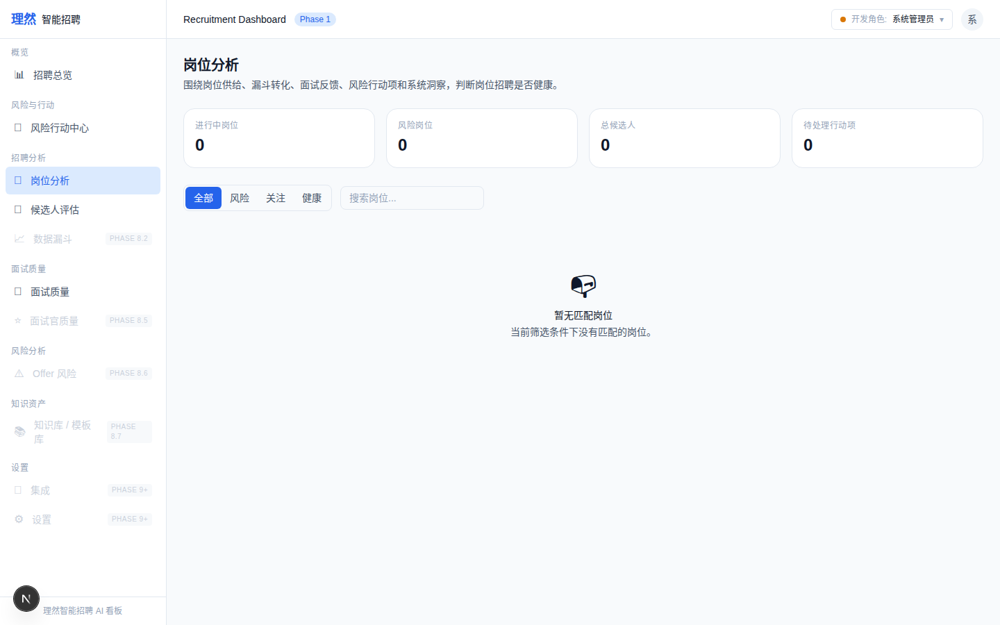 理然 智能招聘
Recruitment Dashboard Phase 1
开发角色: 系统管理员 ▾ 系
概览
招聘总览
风险与行动
风险行动中心
招聘分析
岗位分析
候选人评估
数据漏斗 PHASE 8.2
面试质量
面试质量
面试官质量 PHASE 8.5
风险分析
Offer 风险 PHASE 8.6
知识资产
知识库 / 模板
库
PHASE
8.7
设置
集成 PHASE 9+
设置 PHASE 9+
理然智能招聘 AI 看板
岗位分析
围绕岗位供给、漏斗转化、面试反馈、风险行动项和系统洞察，判断岗位招聘是否健康。
进行中岗位
0
风险岗位
0
总候选人
0
待处理行动项
0
全部 风险 关注 健康 搜索岗位...
暂无匹配岗位
当前筛选条件下没有匹配的岗位。